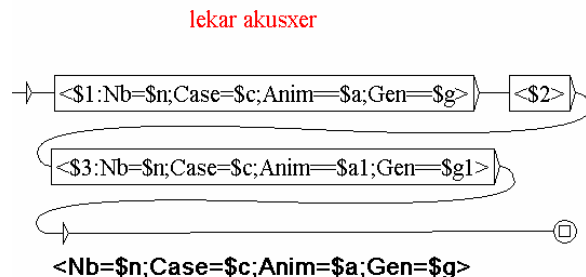 lekar akusxer
<$1:Nb=$n;Case=$c;Anim==$a;Gen==$g> <$2>
<$3:Nb=$n;Case=$c;Anim==$a1;Gen==$g1>
<Nb=$n;Case=$c;Anim=$a;Gen=$g>